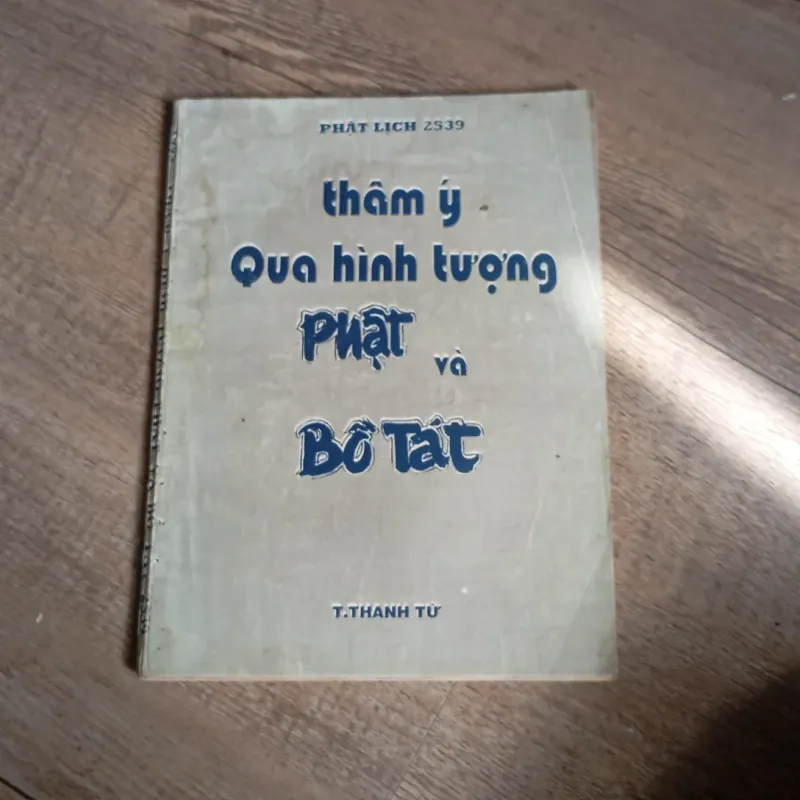 PHẬT LỊCH 2539
thâm ý
Qua hình tượng
Phật và
Bồ Tát
T.THANH TỪ